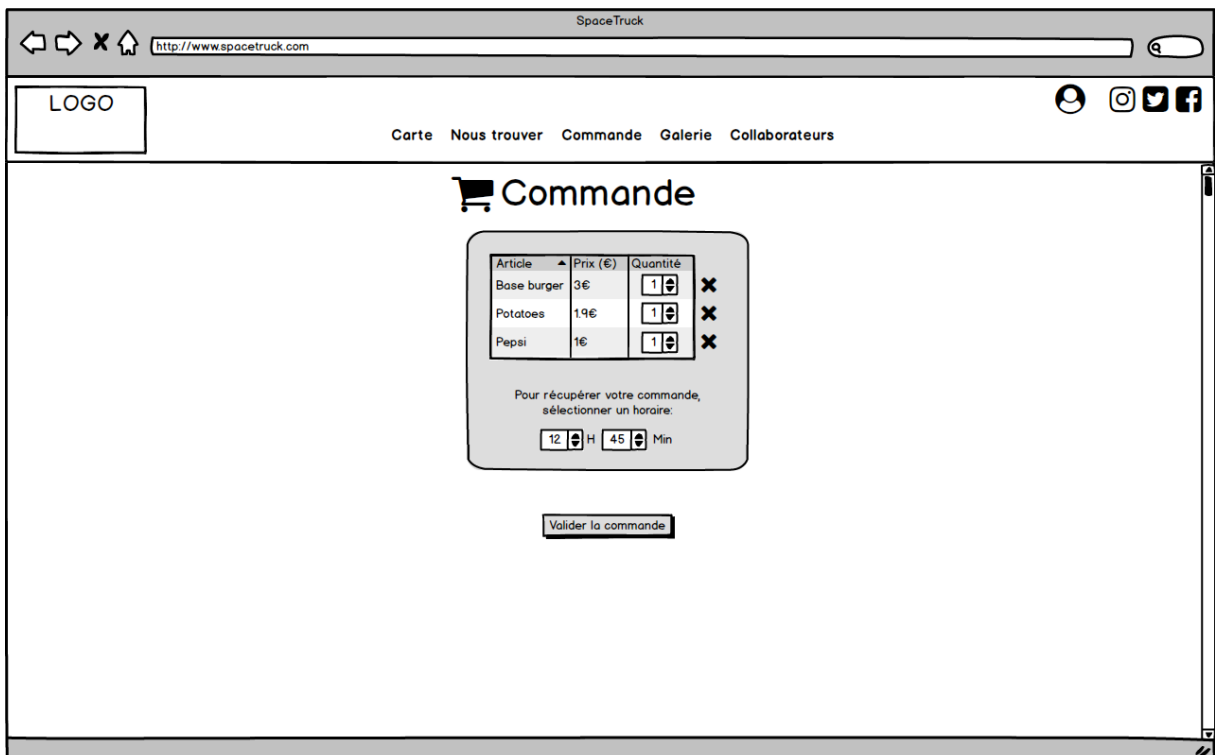 SpaceTruck
http://www.spacetruck.com
LOGO
Carte Nous trouver Commande Galerie Collaborateurs
Commande
Article Prix (€) Quantité
Base burger 3€ 1
Potatoes 1.9€ 1
Pepsi 1€ 1
Pour récupérer votre commande,
sélectionner un horaire:
12 H 45 Min
Valider la commande